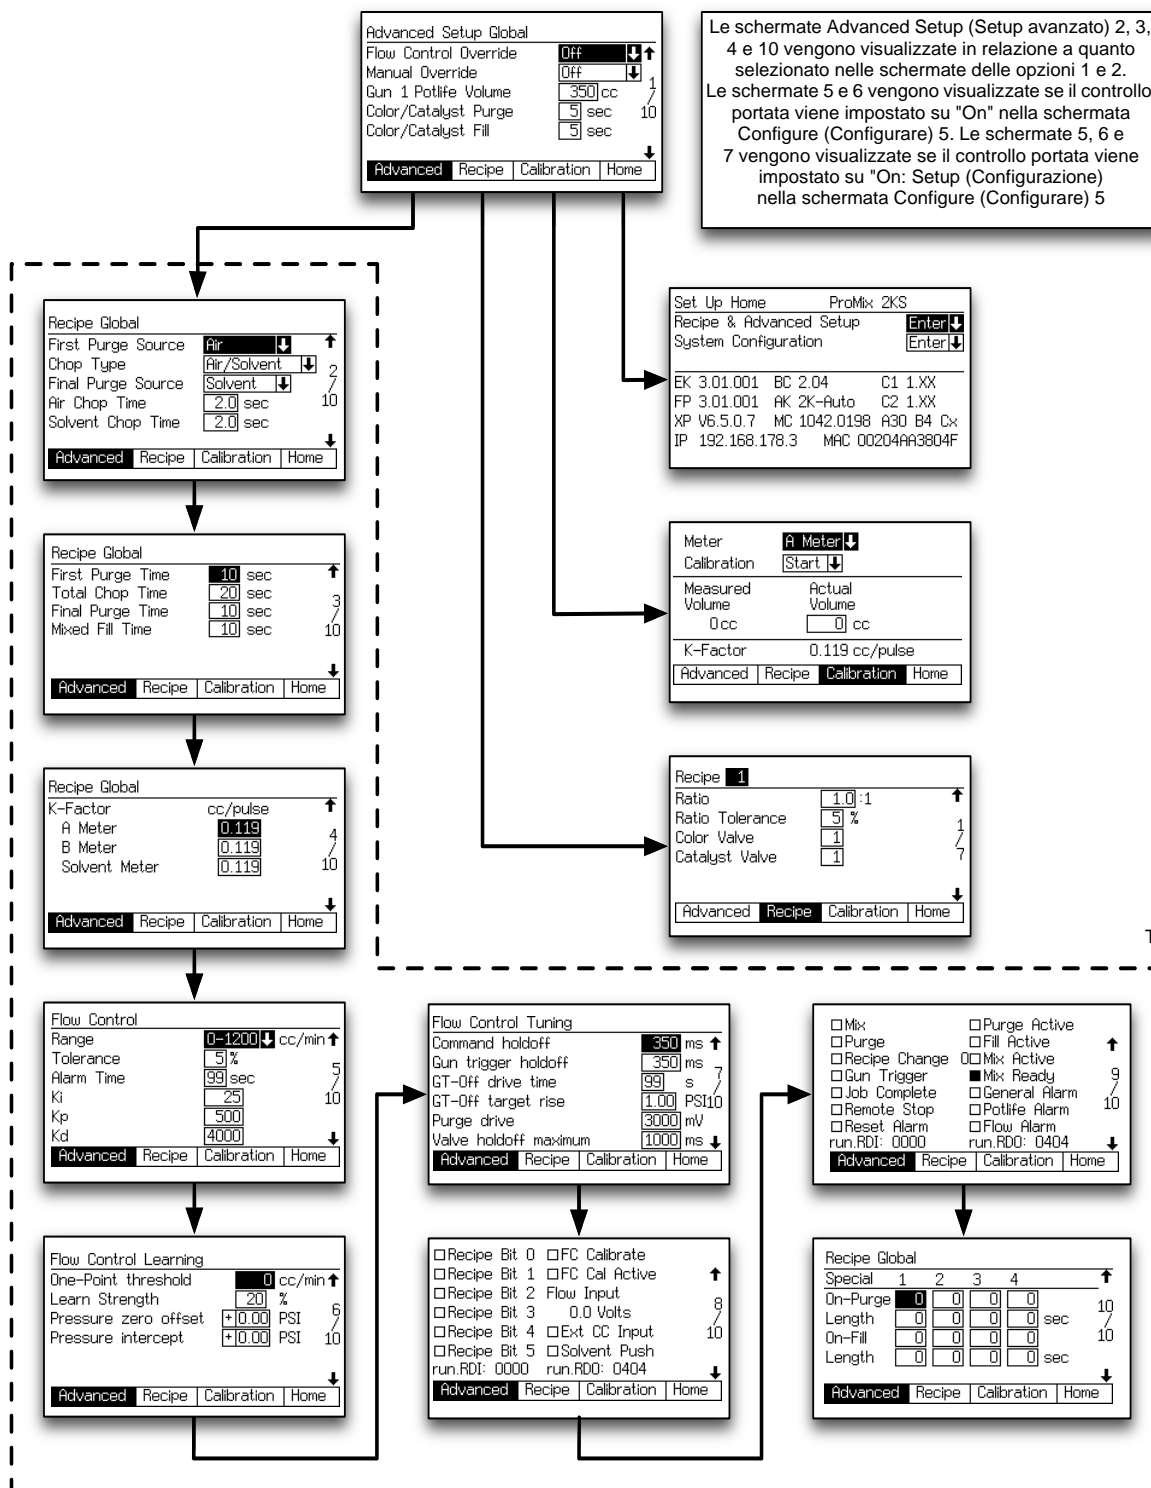 Advanced Setup Global
Flow Control Override Off
Manual Override Off
Gun 1 Potlife Volume 350 cc
Color/Catalyst Purge 5 sec
Color/Catalyst Fill 5 sec
1/10
Advanced Recipe Calibration Home
Le schermate Advanced Setup (Setup avanzato) 2, 3,
4 e 10 vengono visualizzate in relazione a quanto
selezionato nelle schermate delle opzioni 1 e 2.
Le schermate 5 e 6 vengono visualizzate se il controllo
portata viene impostato su "On" nella schermata
Configure (Configurare) 5. Le schermate 5, 6 e
7 vengono visualizzate se il controllo portata viene
impostato su "On: Setup (Configurazione)
nella schermata Configure (Configurare) 5
Recipe Global
First Purge Source Air
Chop Type Air/Solvent
Final Purge Source Solvent
Air Chop Time 2.0 sec
Solvent Chop Time 2.0 sec
2/10
Advanced Recipe Calibration Home
Set Up Home ProMix 2KS
Recipe & Advanced Setup Enter
System Configuration Enter
EK 3.01.001 BC 2.04 C1 1.XX
FP 3.01.001 AK 2K-Auto C2 1.XX
XP V6.5.0.7 MC 1042.0198 A30 B4 Cx
IP 192.168.178.3 MAC 00204AA3804F
Recipe Global
First Purge Time 10 sec
Total Chop Time 20 sec
Final Purge Time 10 sec
Mixed Fill Time 10 sec
3/10
Advanced Recipe Calibration Home
Meter A Meter
Calibration Start
Measured Actual
Volume Volume
0 cc 0 cc
K-Factor 0.119 cc/pulse
Advanced Recipe Calibration Home
Recipe Global
K-Factor cc/pulse
A Meter 0.119
B Meter 0.119
Solvent Meter 0.119
4/10
Advanced Recipe Calibration Home
Recipe 1
Ratio 1.0 :1
Ratio Tolerance 5 %
Color Valve 1
Catalyst Valve 1
1/7
Advanced Recipe Calibration Home
T
Flow Control
Range 0-1200 cc/min
Tolerance 5 %
Alarm Time 99 sec
Ki 25
Kp 500
Kd 4000
5/10
Advanced Recipe Calibration Home
Flow Control Tuning
Command holdoff 350 ms
Gun trigger holdoff 350 ms
GT-Off drive time 99 s
GT-Off target rise 1.00 PSI
Purge drive 3000 mV
Valve holdoff maximum 1000 ms
7/10
Advanced Recipe Calibration Home
Mix Purge Active
Purge Fill Active
Recipe Change 0 Mix Active
Gun Trigger Mix Ready
Job Complete General Alarm
Remote Stop Potlife Alarm
Reset Alarm Flow Alarm
run.RDI: 0000 run.RDO: 0404
9/10
Advanced Recipe Calibration Home
Flow Control Learning
One-Point threshold 0 cc/min
Learn Strength 20 %
Pressure zero offset +0.00 PSI
Pressure intercept +0.00 PSI
6/10
Advanced Recipe Calibration Home
Recipe Bit 0 FC Calibrate
Recipe Bit 1 FC Cal Active
Recipe Bit 2 Flow Input
Recipe Bit 3 0.0 Volts
Recipe Bit 4 Ext CC Input
Recipe Bit 5 Solvent Push
run.RDI: 0000 run.RDO: 0404
8/10
Advanced Recipe Calibration Home
Recipe Global
Special 1 2 3 4
On-Purge 0 0 0 0
Length 0 0 0 0 sec
On-Fill 0 0 0 0
Length 0 0 0 0 sec
10/10
Advanced Recipe Calibration Home